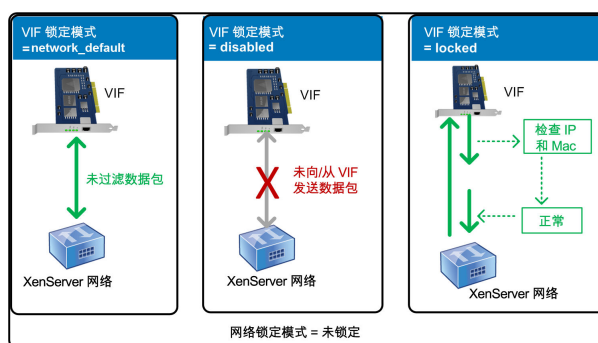 VIF 锁定模式
=network_default
VIF
未过滤数据包
XenServer 网络
VIF 锁定模式
= disabled
VIF
未向/从 VIF
发送数据包
XenServer 网络
VIF 锁定模式
= locked
VIF
检查 IP
和 Mac
正常
XenServer 网络
网络锁定模式 = 未锁定